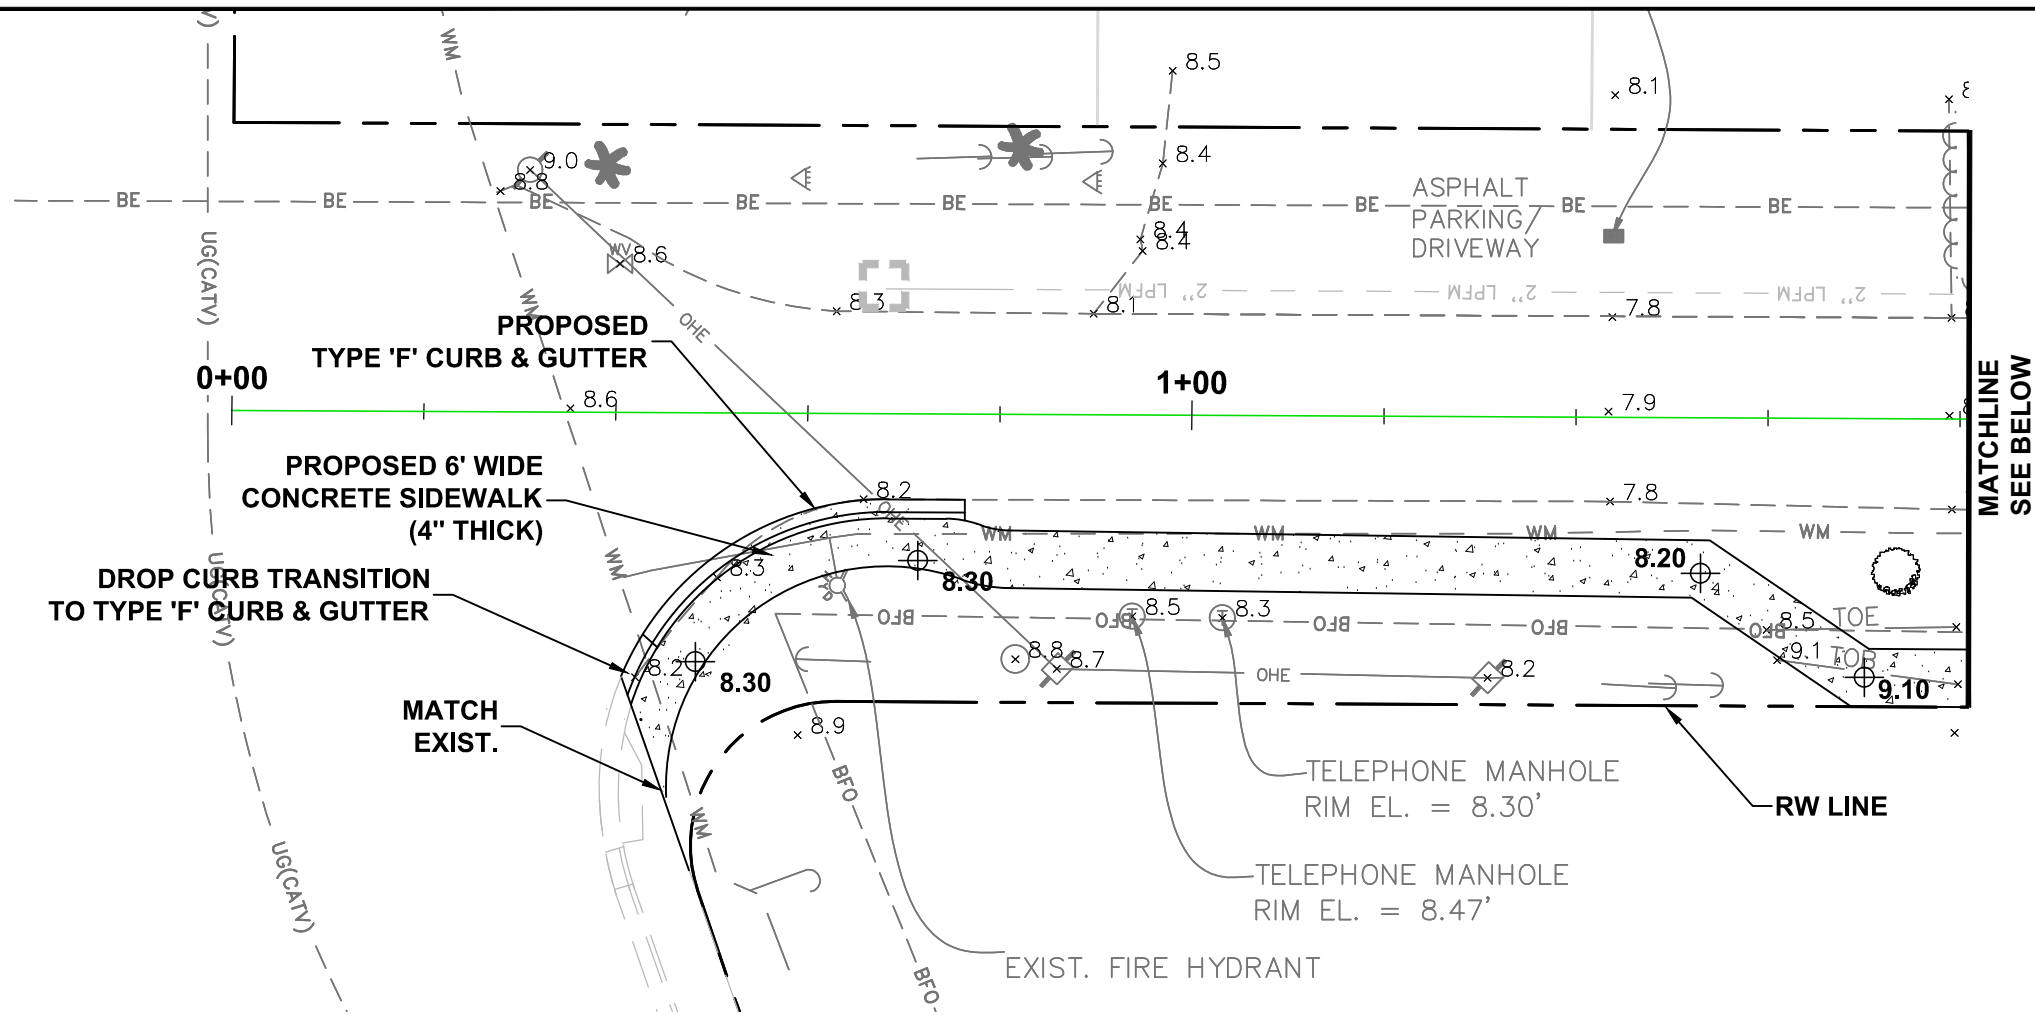 8.5
8.1
WM
9.0
8.8
8.4
ASPHALT
PARKING/
DRIVEWAY
BE BE BE BE BE BE BE BE BE
UG(CATV)
WV
8.6
8.4
8.4
8.3
8.1
2" LPFM 2" LPFM 2" LPFM
7.8
WM
OHE
PROPOSED
TYPE 'F' CURB & GUTTER
0+00
1+00
8.6
7.9
MATCHLINE
SEE BELOW
PROPOSED 6' WIDE
CONCRETE SIDEWALK
(4" THICK)
8.2
7.8
OHE
WM WM WM WM
UG(CATV)
WM
DROP CURB TRANSITION
TO TYPE 'F' CURB & GUTTER
8.3
8.30
8.20
BFO BFO BFO BFO BFO
8.5
8.3
8.5
TOE
8.2
8.30
8.8
8.7
OHE
8.2
9.1
TOB
9.10
MATCH
EXIST.
8.9
BFO
WM
TELEPHONE MANHOLE
RIM EL. = 8.30'
RW LINE
UG(CATV)
TELEPHONE MANHOLE
RIM EL. = 8.47'
EXIST. FIRE HYDRANT
BFO